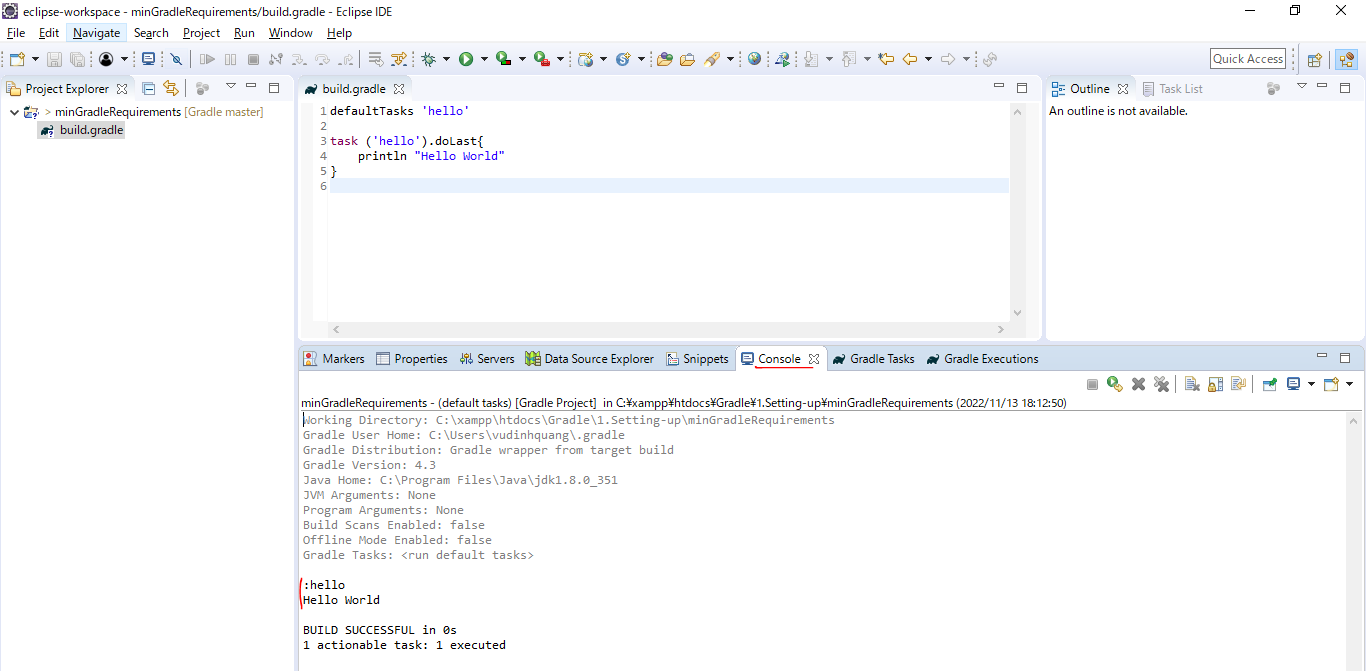 eclipse-workspace - minGradleRequirements/build.gradle - Eclipse IDE
File Edit Navigate Search Project Run Window Help
Quick Access
Project Explorer
> minGradleRequirements [Gradle master]
build.gradle
build.gradle
1 defaultTasks 'hello'
2
3 task ('hello').doLast{
4 println "Hello World"
5 }
6
Outline Task List
An outline is not available.
Markers Properties Servers Data Source Explorer Snippets Console Gradle Tasks Gradle Executions
minGradleRequirements - (default tasks) [Gradle Project] in C:¥xampp¥htdocs¥Gradle¥1.Setting-up¥minGradleRequirements (2022/11/13 18:12:50)
Working Directory: C:\xampp\htdocs\Gradle\1.Setting-up\minGradleRequirements
Gradle User Home: C:\Users\vudinhquang\.gradle
Gradle Distribution: Gradle wrapper from target build
Gradle Version: 4.3
Java Home: C:\Program Files\Java\jdk1.8.0_351
JVM Arguments: None
Program Arguments: None
Build Scans Enabled: false
Offline Mode Enabled: false
Gradle Tasks: <run default tasks>
:hello
Hello World
BUILD SUCCESSFUL in 0s
1 actionable task: 1 executed